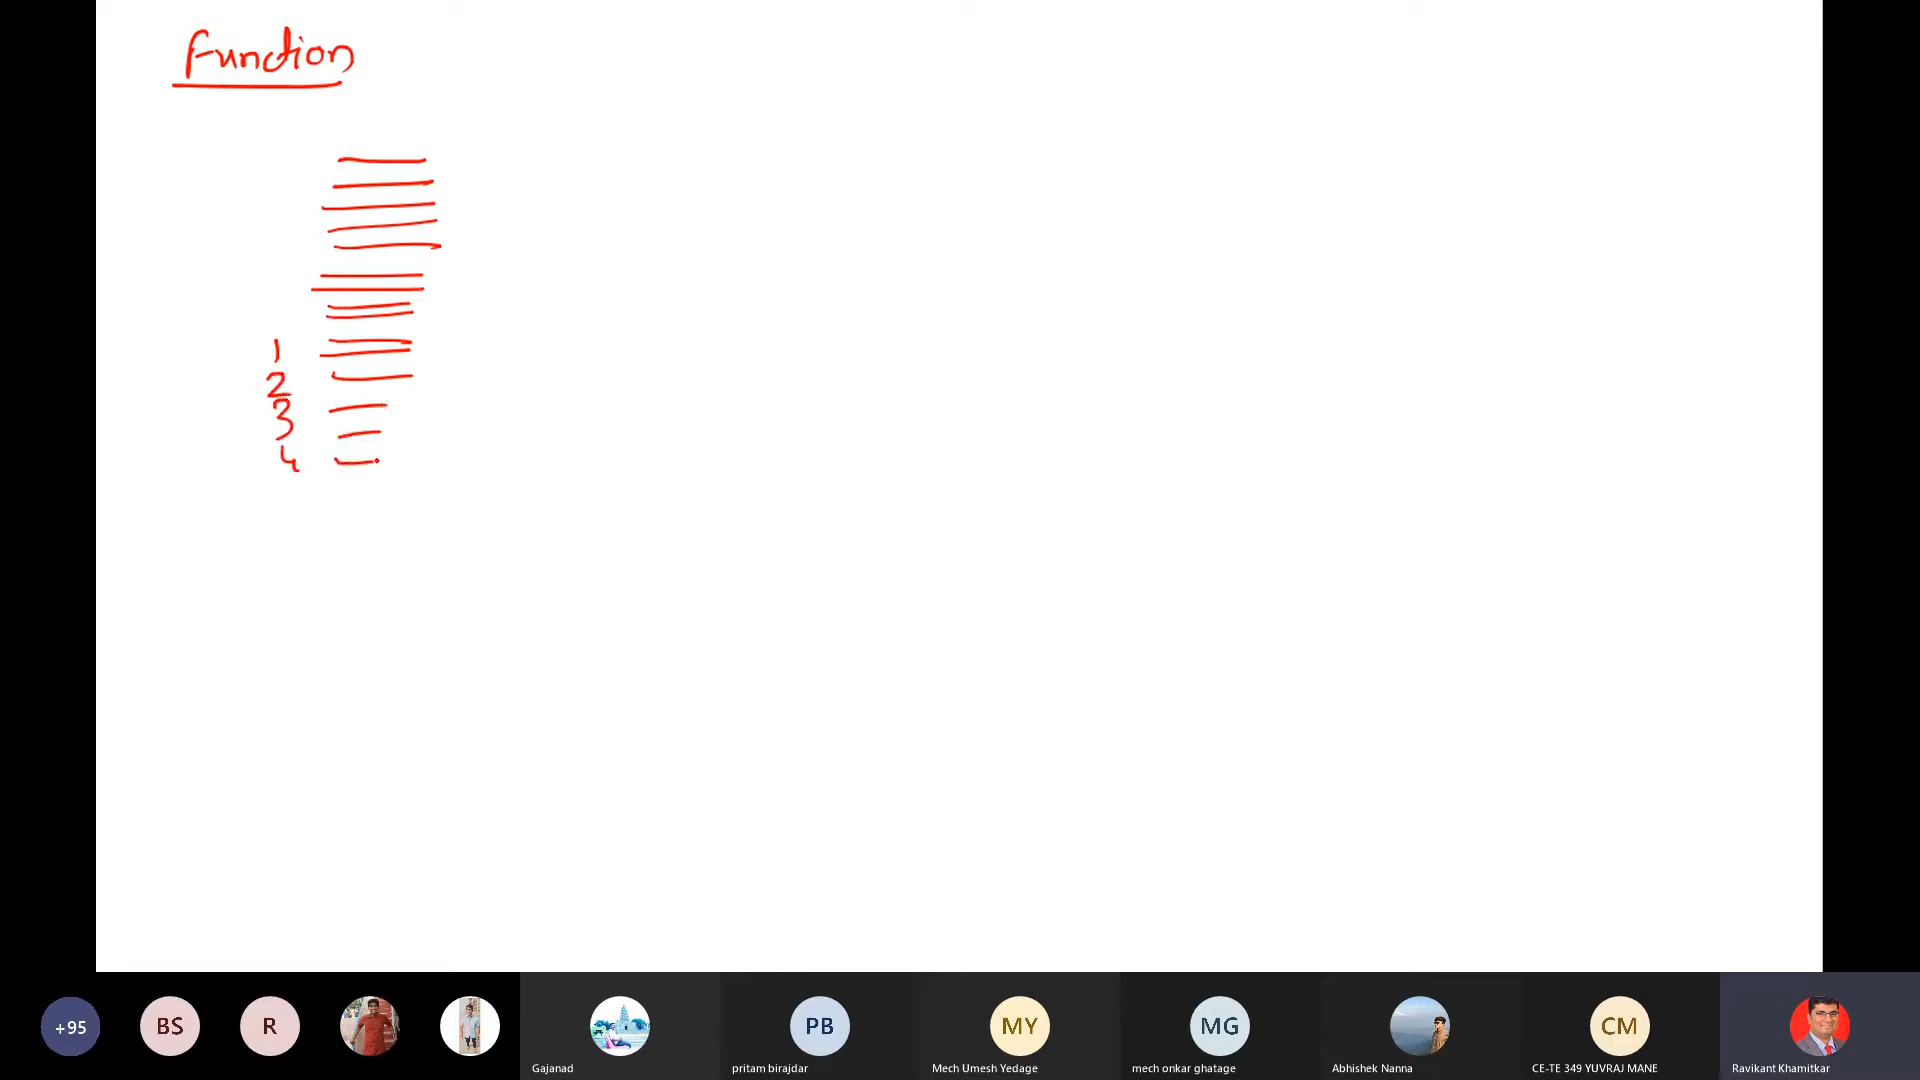 Function
1
2
3
4
+95
BS
R
PB
MY
MG
CM
Gajanad
pritam birajdar
Mech Umesh Yedage
mech onkar ghatage
Abhishek Nanna
CE-TE 349 YUVRAJ MANE
Ravikant Khamitkar